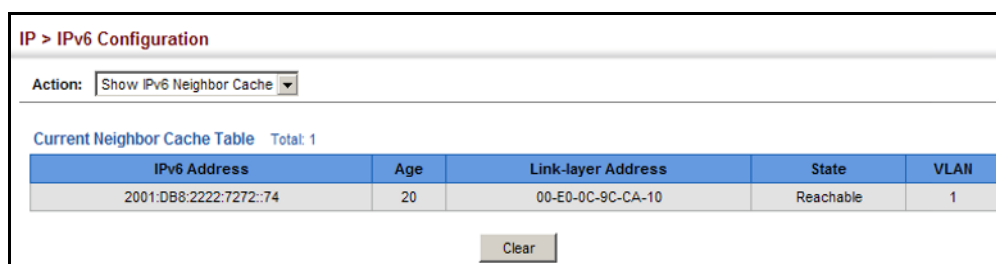 IP > IPv6 Configuration
Action: Show IPv6 Neighbor Cache
Current Neighbor Cache Table Total: 1
IPv6 Address Age Link-layer Address State VLAN
2001:DB8:2222:7272::74 20 00-E0-0C-9C-CA-10 Reachable 1
Clear